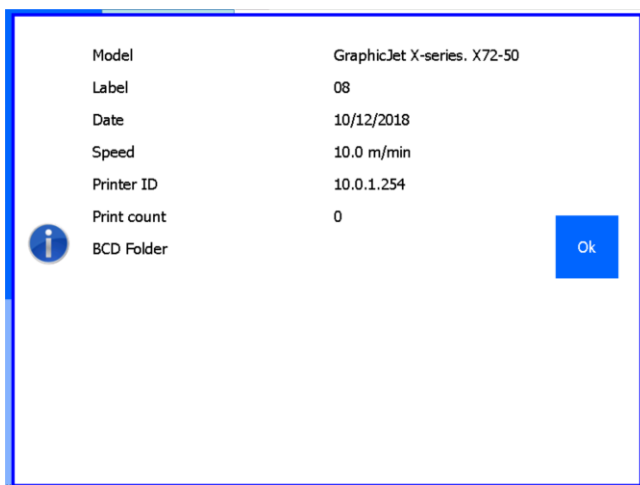 Model GraphicJet X-series. X72-50
Label 08
Date 10/12/2018
Speed 10.0 m/min
Printer ID 10.0.1.254
Print count 0
BCD Folder
Ok